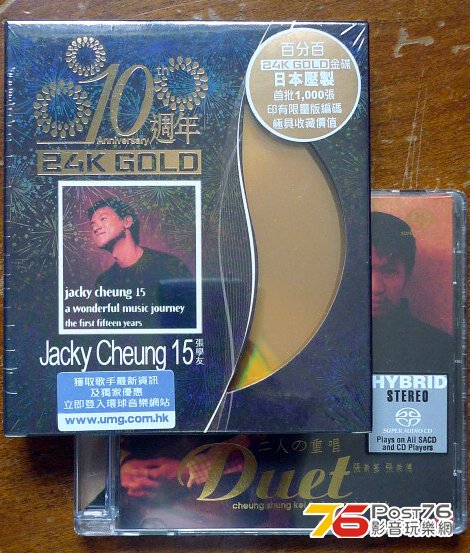 10th
Anniversary
週年
24K GOLD
百分百
24K GOLD金碟
日本壓製
首批1,000張
印有限量版編碼
極具收藏價值
jacky cheung 15
a wonderful music journey
the first fifteen years
Jacky Cheung 15
張學友
獲取歌手最新資訊
及獨家優惠
立即登入環球音樂網站
www.umg.com.hk
HYBRID
STEREO
SUPER AUDIO CD
Plays on All SACD
and CD Players
二人の重唱
Duet
cheung shung kei
76 Post76
影音玩樂網